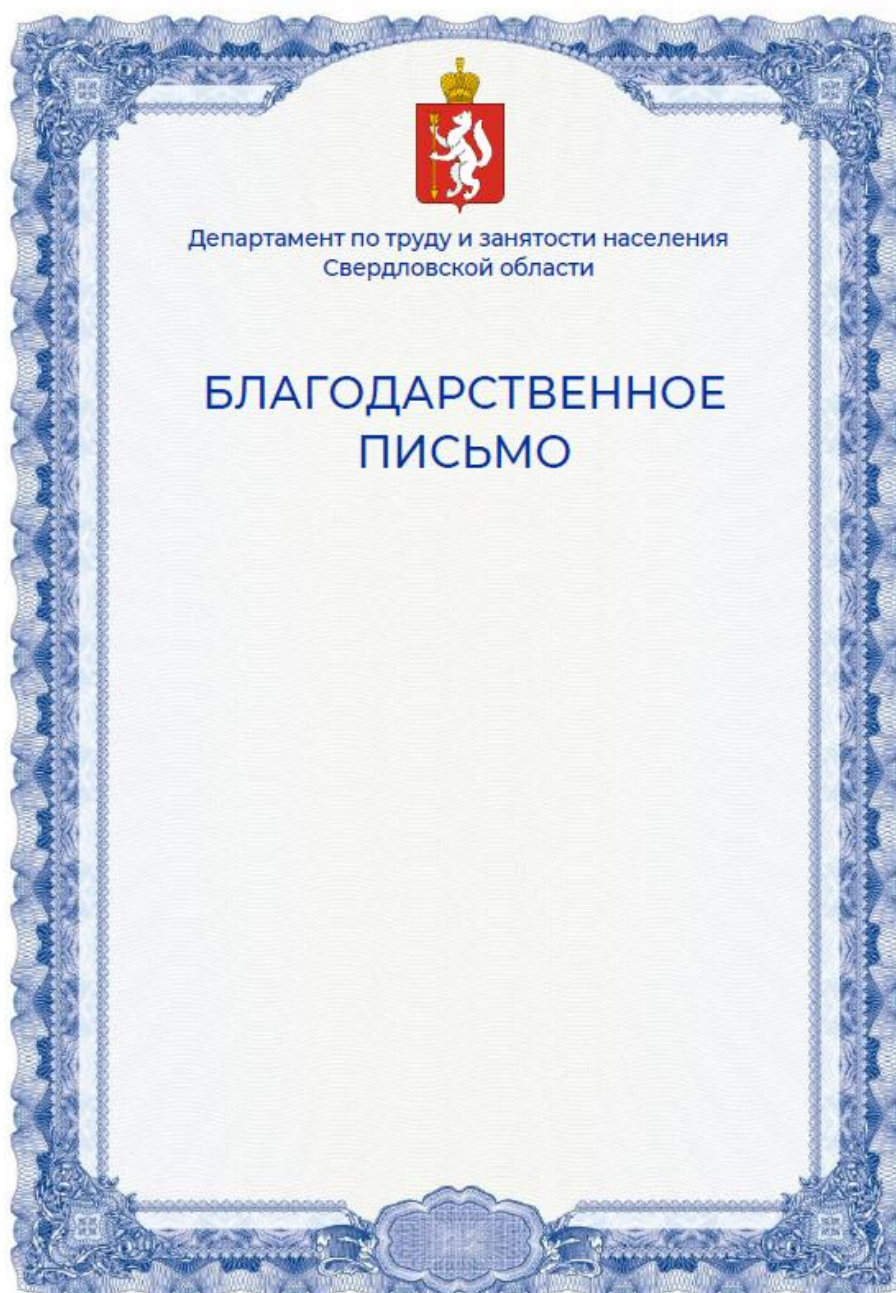 Департамент по труду и занятости населения
Свердловской области
БЛАГОДАРСТВЕННОЕ
ПИСЬМО